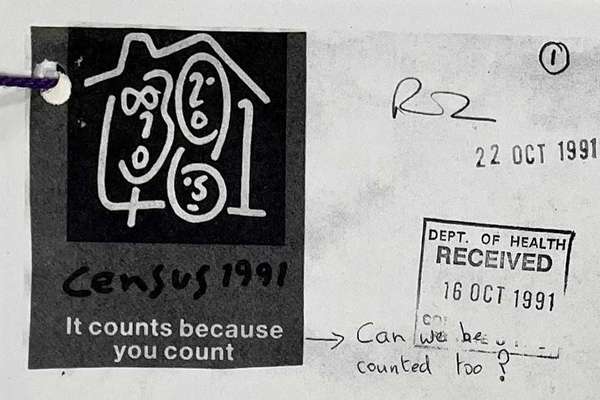 ①
22 OCT 1991
DEPT. OF HEALTH
RECEIVED
16 OCT 1991
Census 1991
It counts because
you count
→ Can we be
counted too?